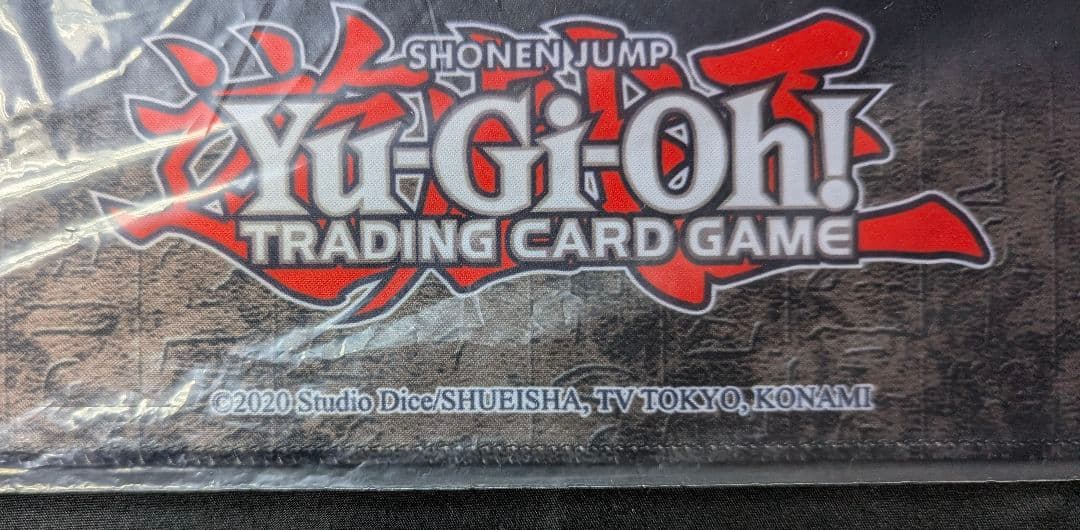 SHONEN JUMP
Yu-Gi-Oh!
TRADING CARD GAME
©2020 Studio Dice/SHUEISHA, TV TOKYO, KONAMI